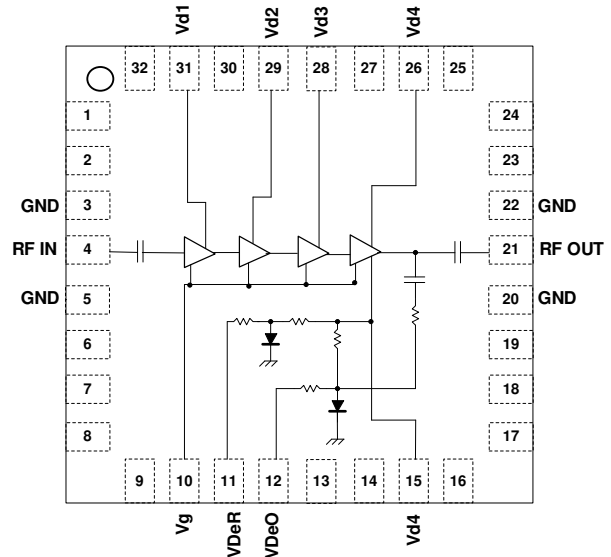 Vd1 Vd2 Vd3 Vd4
32 31 30 29 28 27 26 25
1 24
2 23
GND 3 22 GND
RF IN 4 21 RF OUT
GND 5 20 GND
6 19
7 18
8 17
9 10 11 12 13 14 15 16
Vg VDeR VDeO Vd4